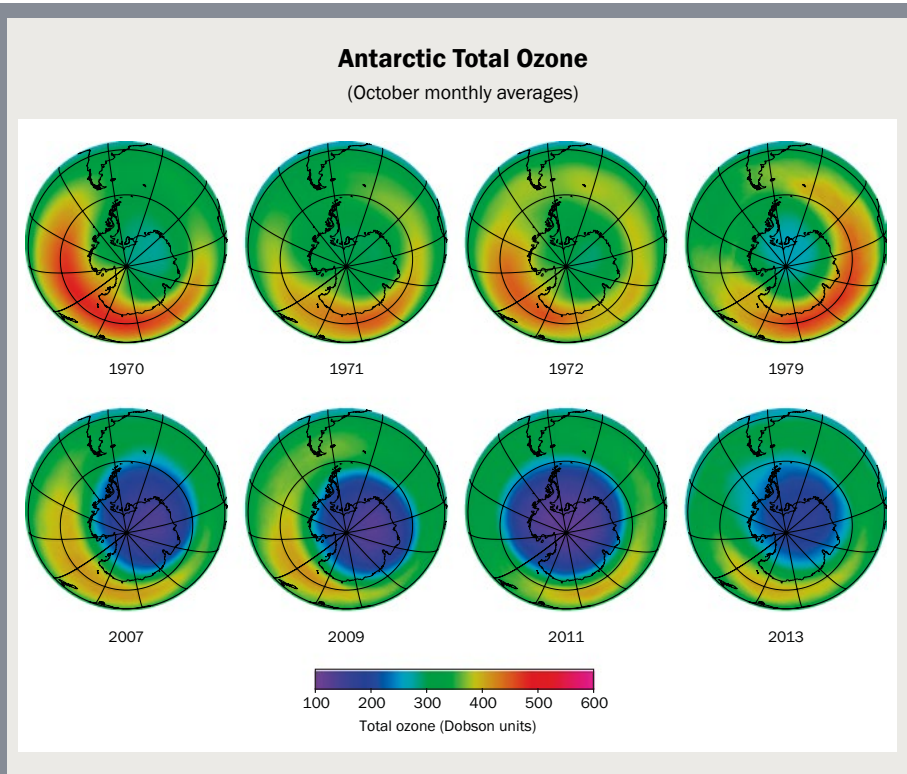 Antarctic Total Ozone
(October monthly averages)
1970 1971 1972 1979
2007 2009 2011 2013
100 200 300 400 500 600
Total ozone (Dobson units)